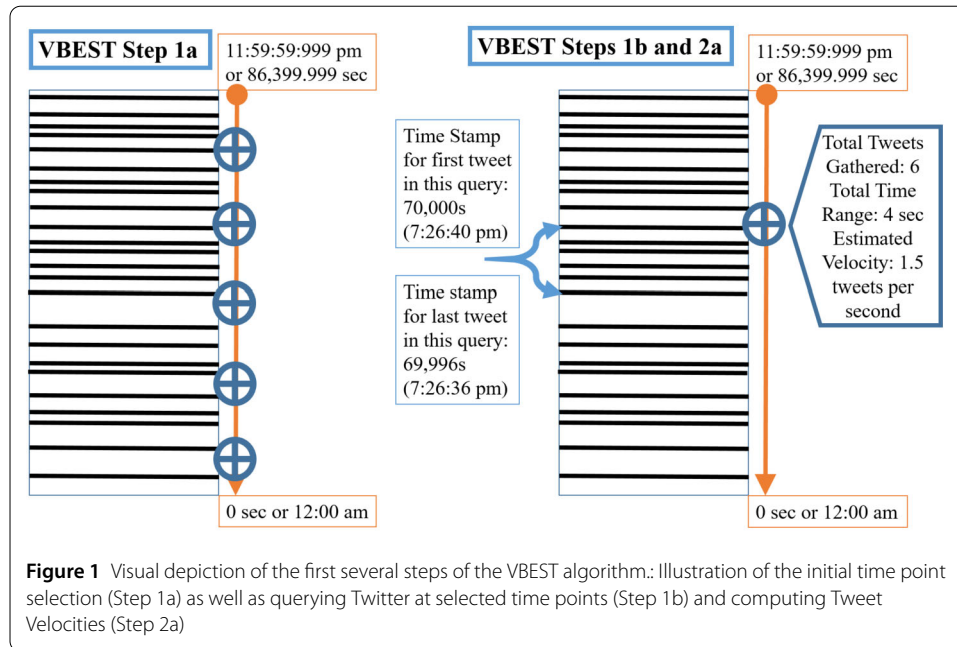 VBEST Step 1a
11:59:59:999 pm
or 86,399.999 sec
0 sec or 12:00 am
VBEST Steps 1b and 2a
11:59:59:999 pm
or 86,399.999 sec
Time Stamp
for first tweet
in this query:
70,000s
(7:26:40 pm)
Time stamp
for last tweet
in this query:
69,996s
(7:26:36 pm)
Total Tweets
Gathered: 6
Total Time
Range: 4 sec
Estimated
Velocity: 1.5
tweets per
second
0 sec or 12:00 am
Figure 1 Visual depiction of the first several steps of the VBEST algorithm.: Illustration of the initial time point
selection (Step 1a) as well as querying Twitter at selected time points (Step 1b) and computing Tweet
Velocities (Step 2a)